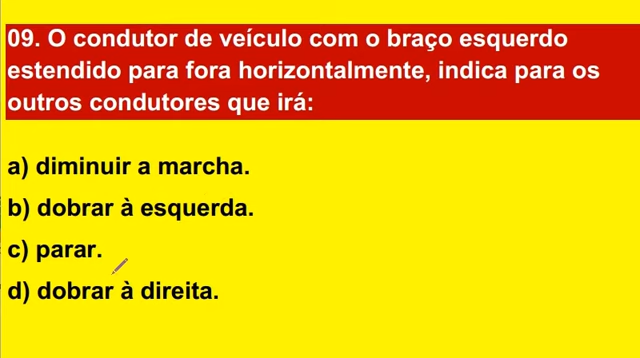 09. O condutor de veículo com o braço esquerdo
estendido para fora horizontalmente, indica para os
outros condutores que irá:
a) diminuir a marcha.
b) dobrar à esquerda.
c) parar.
d) dobrar à direita.